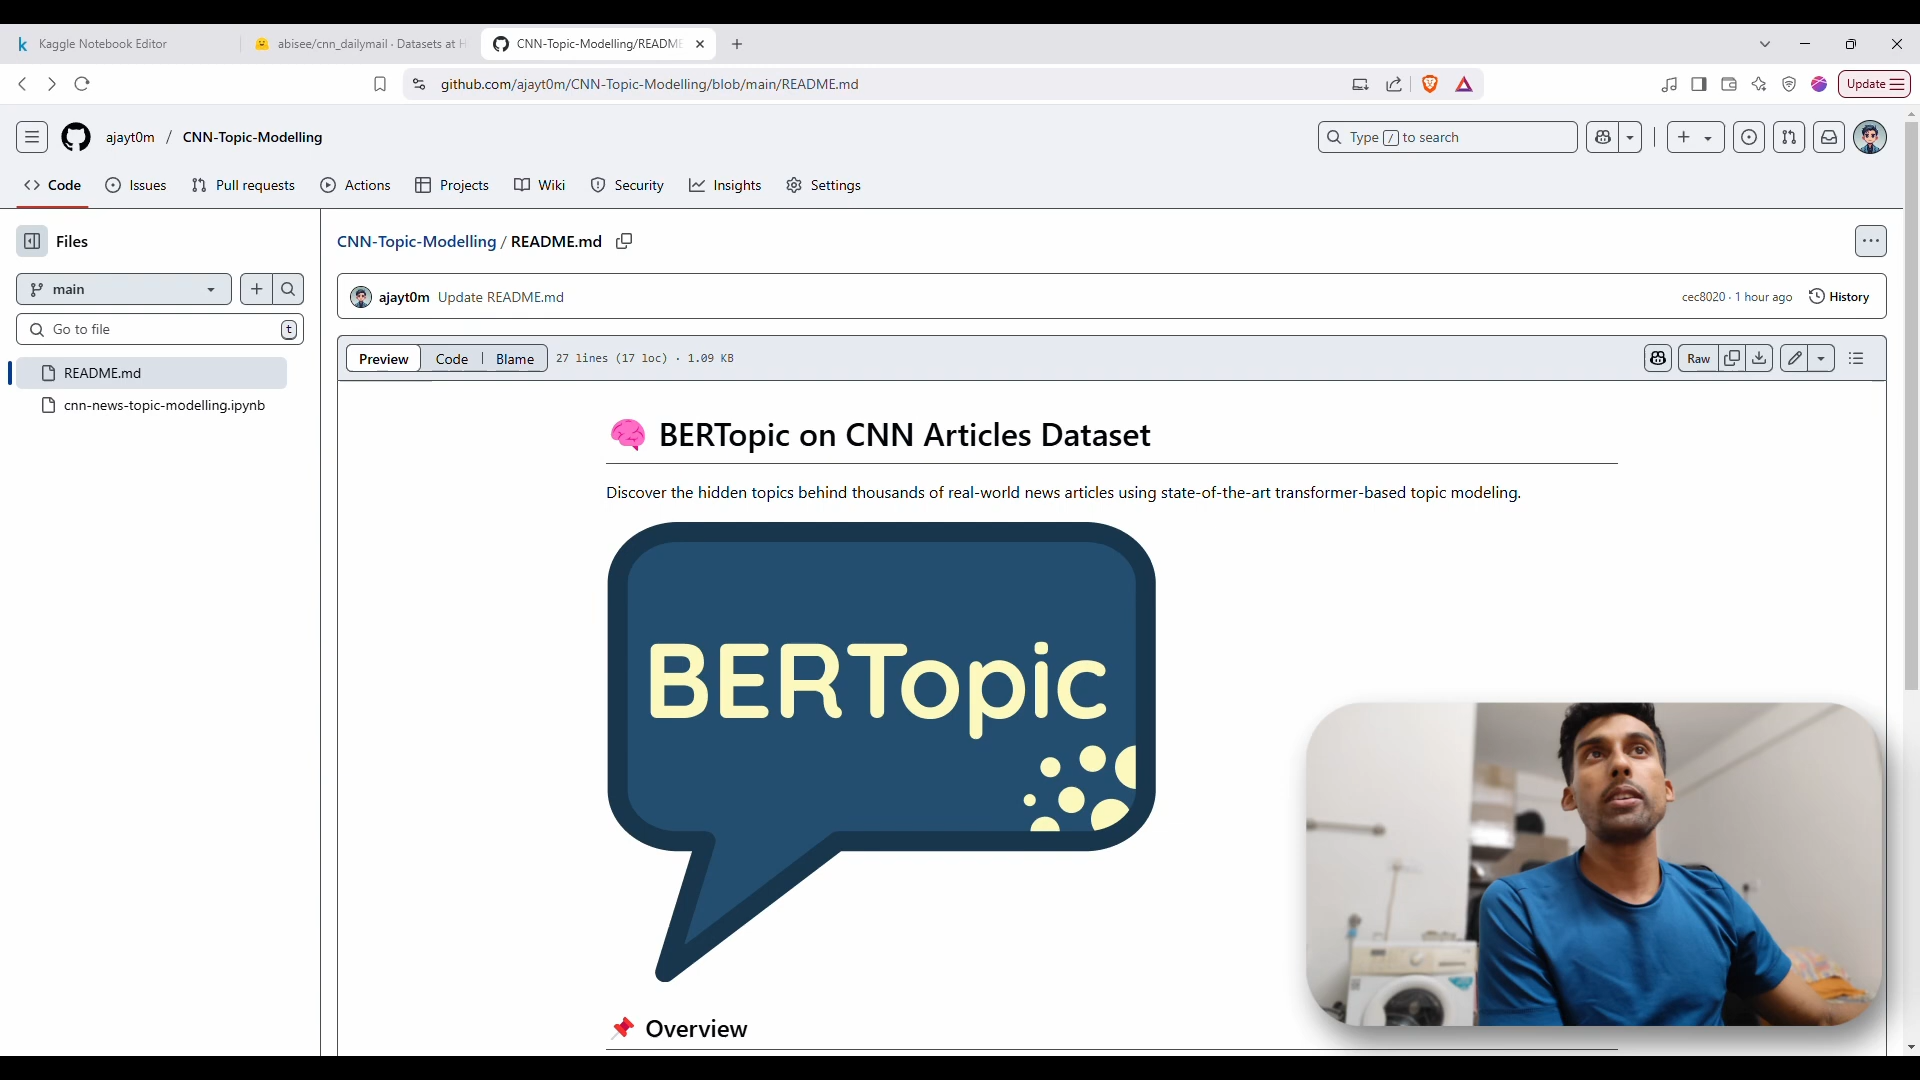 Kaggle Notebook Editor
abisee/cnn_dailymail · Datasets at H
CNN-Topic-Modelling/README
github.com/ajayt0m/CNN-Topic-Modelling/blob/main/README.md
Update
ajayt0m / CNN-Topic-Modelling
Type / to search
Code
Issues
Pull requests
Actions
Projects
Wiki
Security
Insights
Settings
Files
main
Go to file
t
README.md
cnn-news-topic-modelling.ipynb
CNN-Topic-Modelling / README.md
ajayt0m Update README.md
cec8020 · 1 hour ago
History
Preview
Code
Blame
27 lines (17 loc) · 1.09 KB
Raw
🧠 BERTopic on CNN Articles Dataset
Discover the hidden topics behind thousands of real-world news articles using state-of-the-art transformer-based topic modeling.
BERTopic
📌 Overview